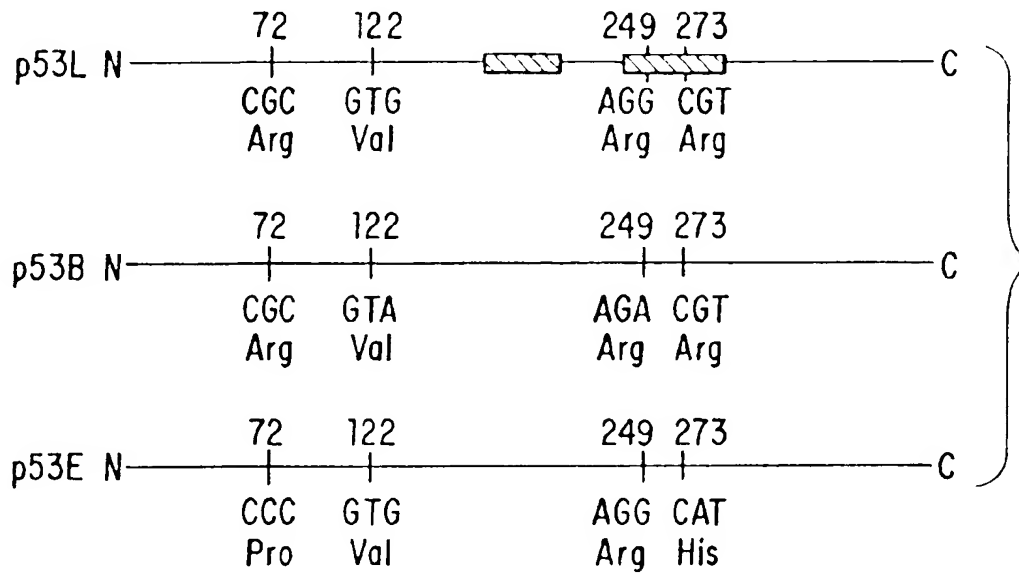 72 122 249 273
p53L N C
CGC GTG AGG CGT
Arg Val Arg Arg
72 122 249 273
p53B N C
CGC GTA AGA CGT
Arg Val Arg Arg
72 122 249 273
p53E N C
CCC GTG AGG CAT
Pro Val Arg His